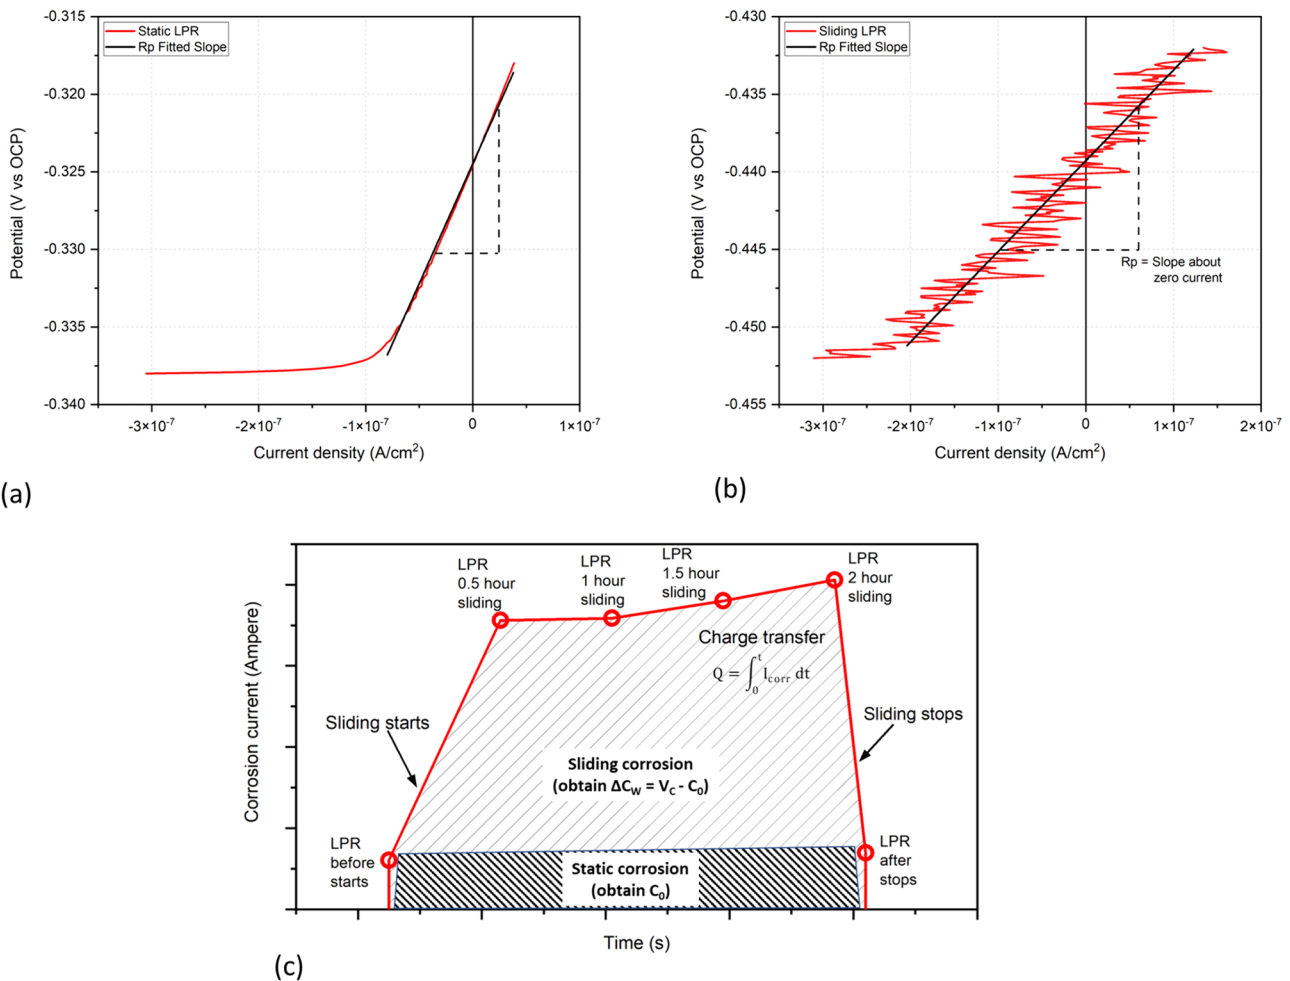 Static LPR
Rp Fitted Slope
-0.315
-0.320
-0.325
-0.330
-0.335
-0.340
Potential (V vs OCP)
-3×10⁻⁷
-2×10⁻⁷
-1×10⁻⁷
0
1×10⁻⁷
Current density (A/cm²)
(a)
Sliding LPR
Rp Fitted Slope
-0.430
-0.435
-0.440
-0.445
-0.450
-0.455
Potential (V vs OCP)
Rp = Slope about
zero current
-3×10⁻⁷
-2×10⁻⁷
-1×10⁻⁷
0
1×10⁻⁷
2×10⁻⁷
Current density (A/cm²)
(b)
LPR
0.5 hour
sliding
LPR
1 hour
sliding
LPR
1.5 hour
sliding
LPR
2 hour
sliding
Charge transfer
Q = ∫₀ᵗ I_corr dt
Sliding starts
Sliding stops
Sliding corrosion
(obtain ΔC_W = V_C - C₀)
LPR
before
starts
Static corrosion
(obtain C₀)
LPR
after
stops
Corrosion current (Ampere)
Time (s)
(c)